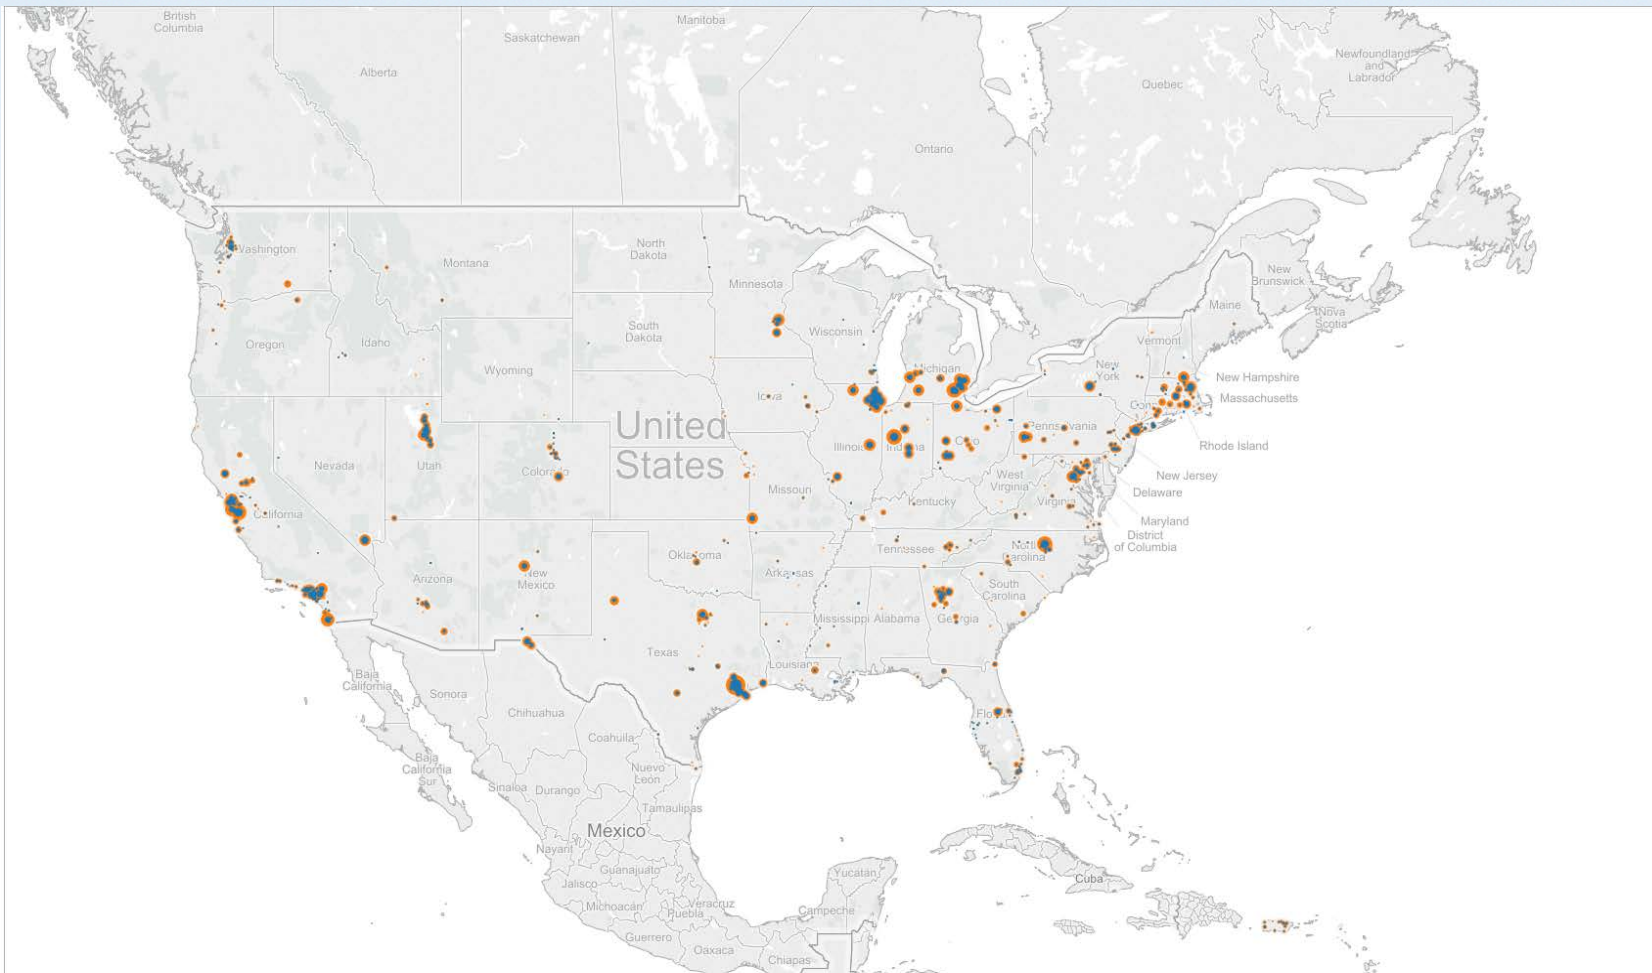 British
Columbia
Manitoba
Saskatchewan
Alberta
Newfoundland
and
Labrador
Quebec
Ontario
Washington
North
Dakota
Montana
Minnesota
New
Brunswick
Maine
Nova
Scotia
South
Dakota
Wisconsin
Oregon
Idaho
Vermont
Michigan
New
York
Wyoming
New Hampshire
Massachusetts
Iowa
United
States
Pennsylvania
Rhode Island
Nevada
Utah
Colorado
Illinois
Indiana
Ohio
West
Virginia
New Jersey
Delaware
Missouri
Kentucky
Virginia
California
Maryland
District
of Columbia
Oklahoma
Tennessee
North
Carolina
Arizona
New
Mexico
Arkansas
South
Carolina
Mississippi
Alabama
Georgia
Texas
Louisiana
Baja
California
Sonora
Chihuahua
Florida
Coahuila
Baja
California
Sur
Nuevo
León
Sinaloa
Durango
Tamaulipas
Mexico
Nayarit
Guanajuato
Yucatán
Cuba
Jalisco
Michoacán
Veracruz
Puebla
Campeche
Guerrero
Oaxaca
Chiapas